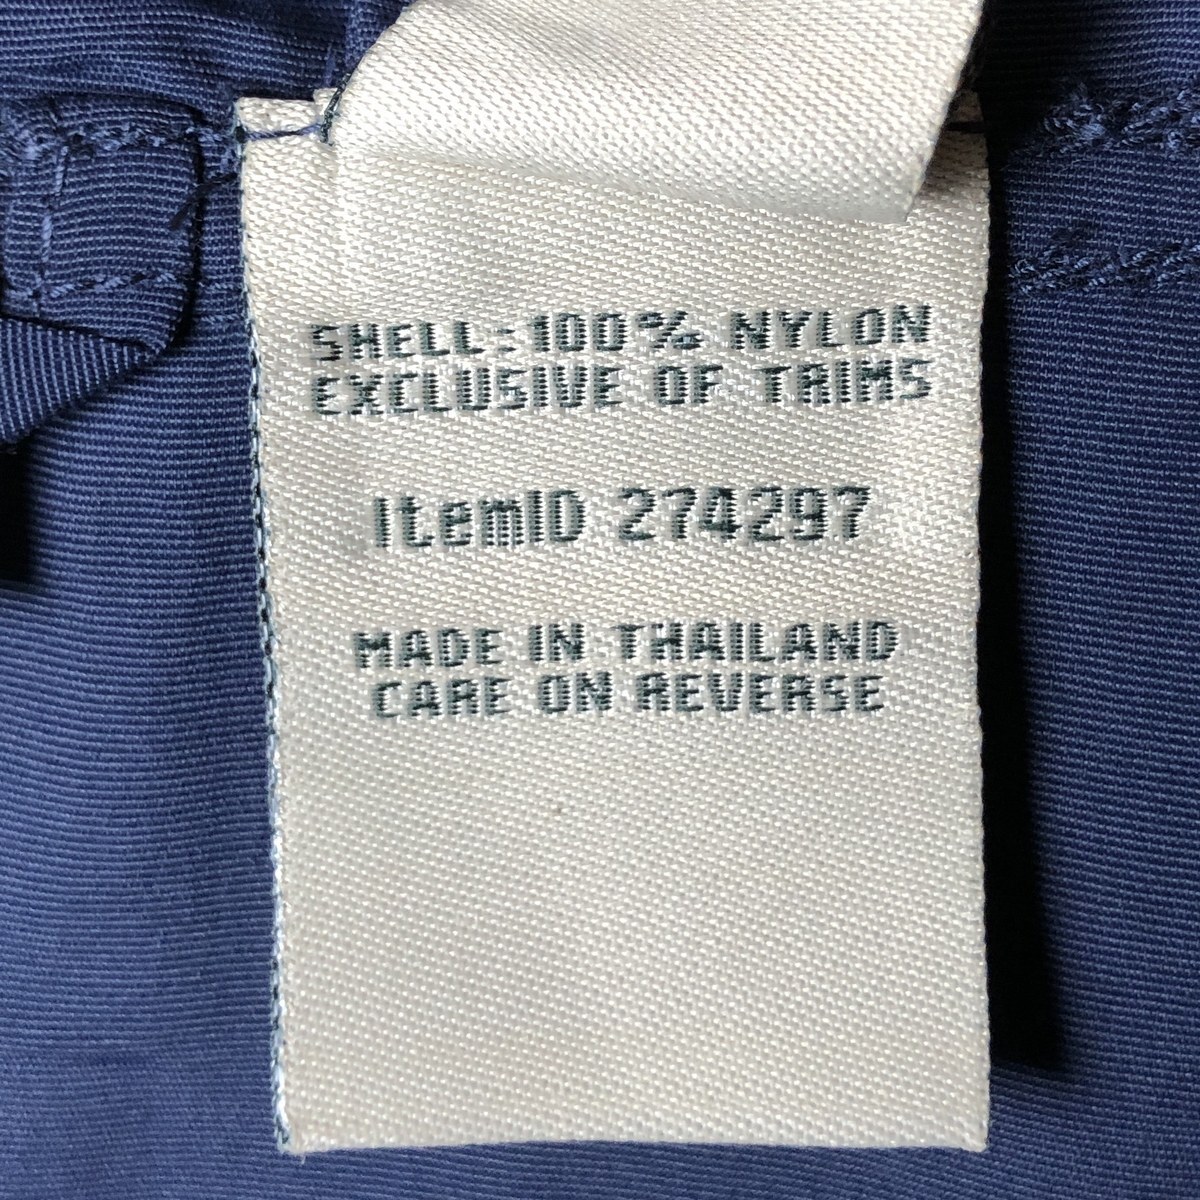 SHELL:100% NYLON
EXCLUSIVE OF TRIMS
ItemID 274297
MADE IN THAILAND
CARE ON REVERSE